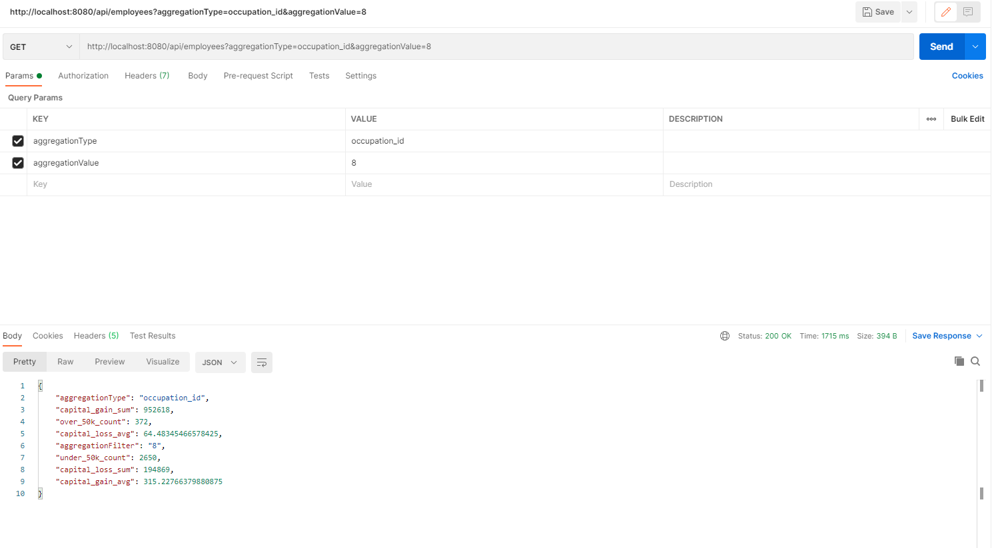 http://localhost:8080/api/employees?aggregationType=occupation_id&aggregationValue=8
Save
GET
http://localhost:8080/api/employees?aggregationType=occupation_id&aggregationValue=8
Send
Params Authorization Headers (7) Body Pre-request Script Tests Settings Cookies
Query Params
KEY VALUE DESCRIPTION ooo Bulk Edit
aggregationType occupation_id
aggregationValue 8
Key Value Description
Body Cookies Headers (5) Test Results Status: 200 OK Time: 1715 ms Size: 394 B Save Response
Pretty Raw Preview Visualize JSON
1 {
2 "aggregationType": "occupation_id",
3 "capital_gain_sum": 952618,
4 "over_50k_count": 372,
5 "capital_loss_avg": 64.48345466578425,
6 "aggregationFilter": "8",
7 "under_50k_count": 2650,
8 "capital_loss_sum": 194869,
9 "capital_gain_avg": 315.22766379880875
10 }